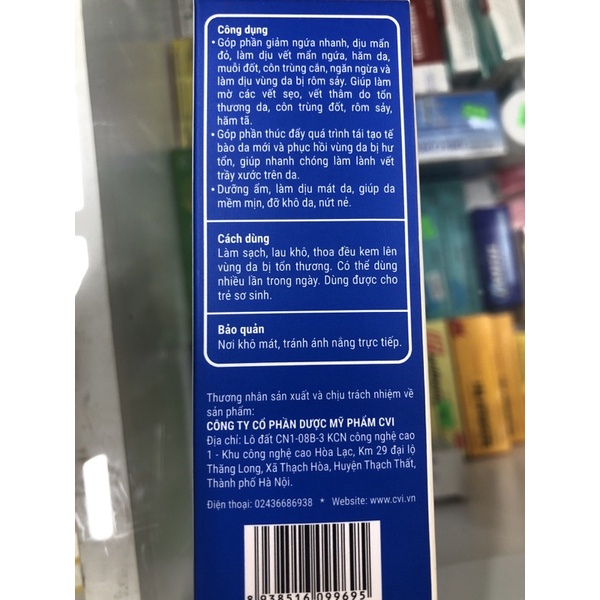 Công dụng
• Góp phần giảm ngứa nhanh, dịu mẩn
đỏ, làm dịu vết mẩn ngứa, hăm da,
muỗi đốt, côn trùng cắn, ngăn ngừa và
làm dịu vùng da bị rôm sảy. Giúp làm
mờ các vết sẹo, vết thâm do tổn
thương da, côn trùng đốt, rôm sảy,
hăm tã.
• Góp phần thúc đẩy quá trình tái tạo tế
bào da mới và phục hồi vùng da bị hư
tổn, giúp nhanh chóng làm lành vết
trầy xước trên da.
• Dưỡng ẩm, làm dịu mát da, giúp da
mềm mịn, đỡ khô da, nứt nẻ.
Cách dùng
Làm sạch, lau khô, thoa đều kem lên
vùng da bị tổn thương. Có thể dùng
nhiều lần trong ngày. Dùng được cho
trẻ sơ sinh.
Bảo quản
Nơi khô mát, tránh ánh nắng trực tiếp.
Thương nhân sản xuất và chịu trách nhiệm về
sản phẩm:
CÔNG TY CỔ PHẦN DƯỢC MỸ PHẨM CVI
Địa chỉ: Lô đất CN1-08B-3 KCN công nghệ cao
1 - Khu công nghệ cao Hòa Lạc, Km 29 đại lộ
Thăng Long, Xã Thạch Hòa, Huyện Thạch Thất,
Thành phố Hà Nội.
Điện thoại: 02436686938 * Website: www.cvi.vn
8 938516 099695